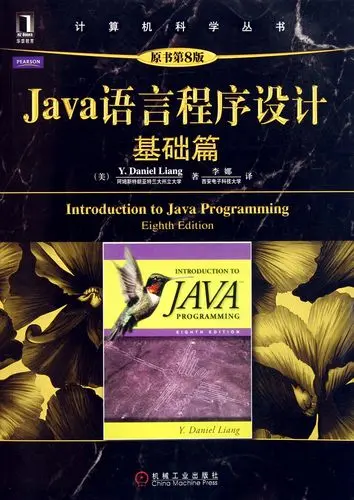 华章教育
计算机科学丛书
PEARSON
原书第8版
Java语言程序设计
基础篇
(美) Y. Daniel Liang 著 李娜 译
阿姆斯特朗亚特兰大州立大学 西安电子科技大学
Introduction to Java Programming
Eighth Edition
INTRODUCTION TO
JAVA
PROGRAMMING
EIGHTH EDITION
Y. Daniel Liang
机械工业出版社
China Machine Press